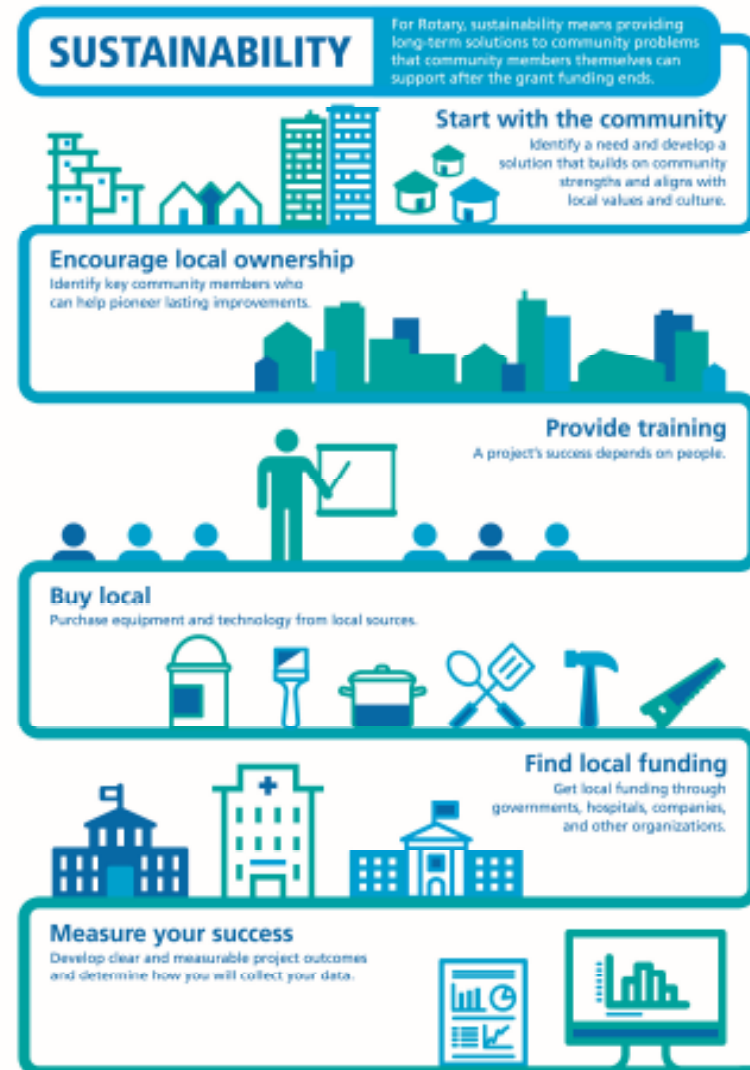 SUSTAINABILITY
For Rotary, sustainability means providing
long-term solutions to community problems
that community members themselves can
support after the grant funding ends.
Start with the community
Identify a need and develop a
solution that builds on community
strengths and aligns with
local values and culture.
Encourage local ownership
Identify key community members who
can help pioneer lasting improvements.
Provide training
A project's success depends on people.
Buy local
Purchase equipment and technology from local sources.
Find local funding
Get local funding through
governments, hospitals, companies,
and other organizations.
Measure your success
Develop clear and measurable project outcomes
and determine how you will collect your data.